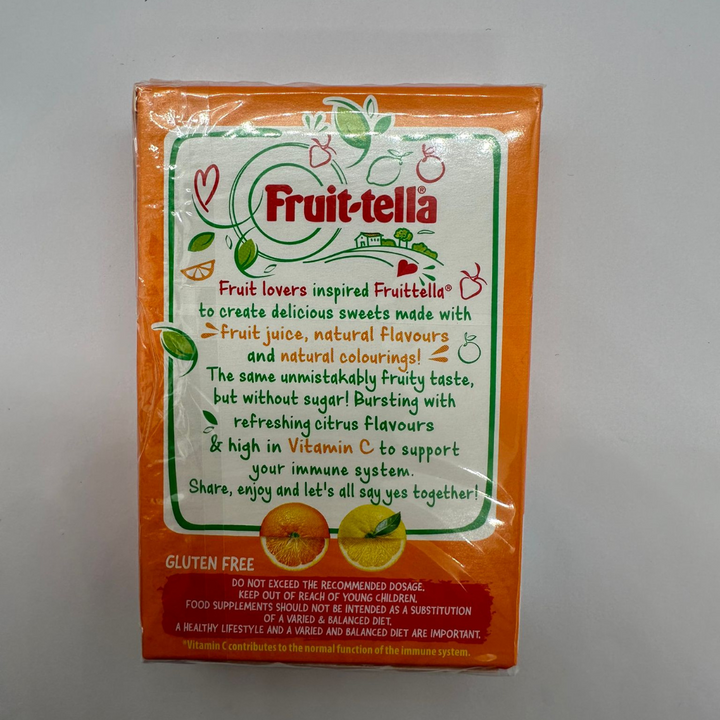 Fruit-tella®
Fruit lovers inspired Fruittella®
to create delicious sweets made with
fruit juice, natural flavours
and natural colourings!
The same unmistakably fruity taste,
but without sugar! Bursting with
refreshing citrus flavours
& high in Vitamin C to support
your immune system.
Share, enjoy and let's all say yes together!
GLUTEN FREE
DO NOT EXCEED THE RECOMMENDED DOSAGE.
KEEP OUT OF REACH OF YOUNG CHILDREN.
FOOD SUPPLEMENTS SHOULD NOT BE INTENDED AS A SUBSTITUTION
OF A VARIED & BALANCED DIET.
A HEALTHY LIFESTYLE AND A VARIED AND BALANCED DIET ARE IMPORTANT.
*Vitamin C contributes to the normal function of the immune system.